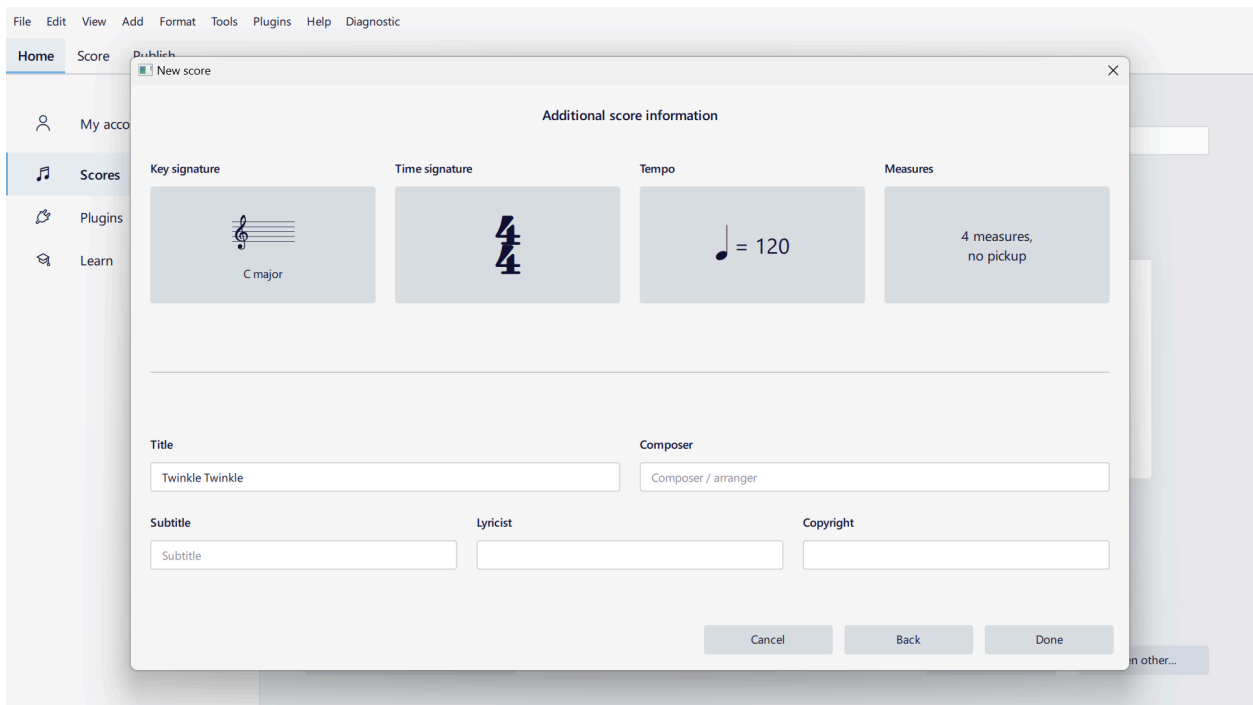 File Edit View Add Format Tools Plugins Help Diagnostic
Home Score Publish
New score
Additional score information
My acco
Scores
Plugins
Learn
Key signature Time signature Tempo Measures
C major
4
4
= 120
4 measures,
no pickup
Title Composer
Twinkle Twinkle Composer / arranger
Subtitle Lyricist Copyright
Subtitle
Cancel Back Done
en other...